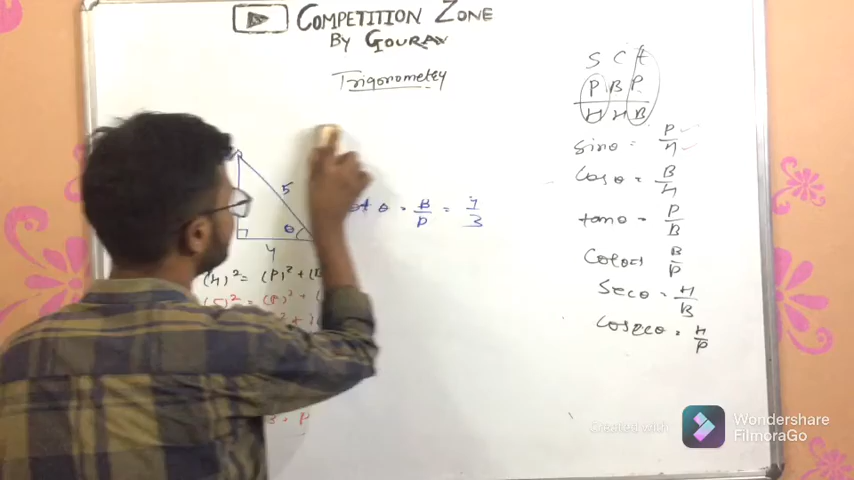 COMPETITION ZONE
BY GOURAV
Trigonometry
S C t
P B P
H H B
sinθ = P/H
Cosθ = B/H
tanθ = P/B
Cotθ = B/P
Secθ = H/B
Cosecθ = H/P
5
θ
4
θ = B/P = 4/3
(H)² = (P)² +
(5)² = (P)² +
Created with
Wondershare
FilmoraGo